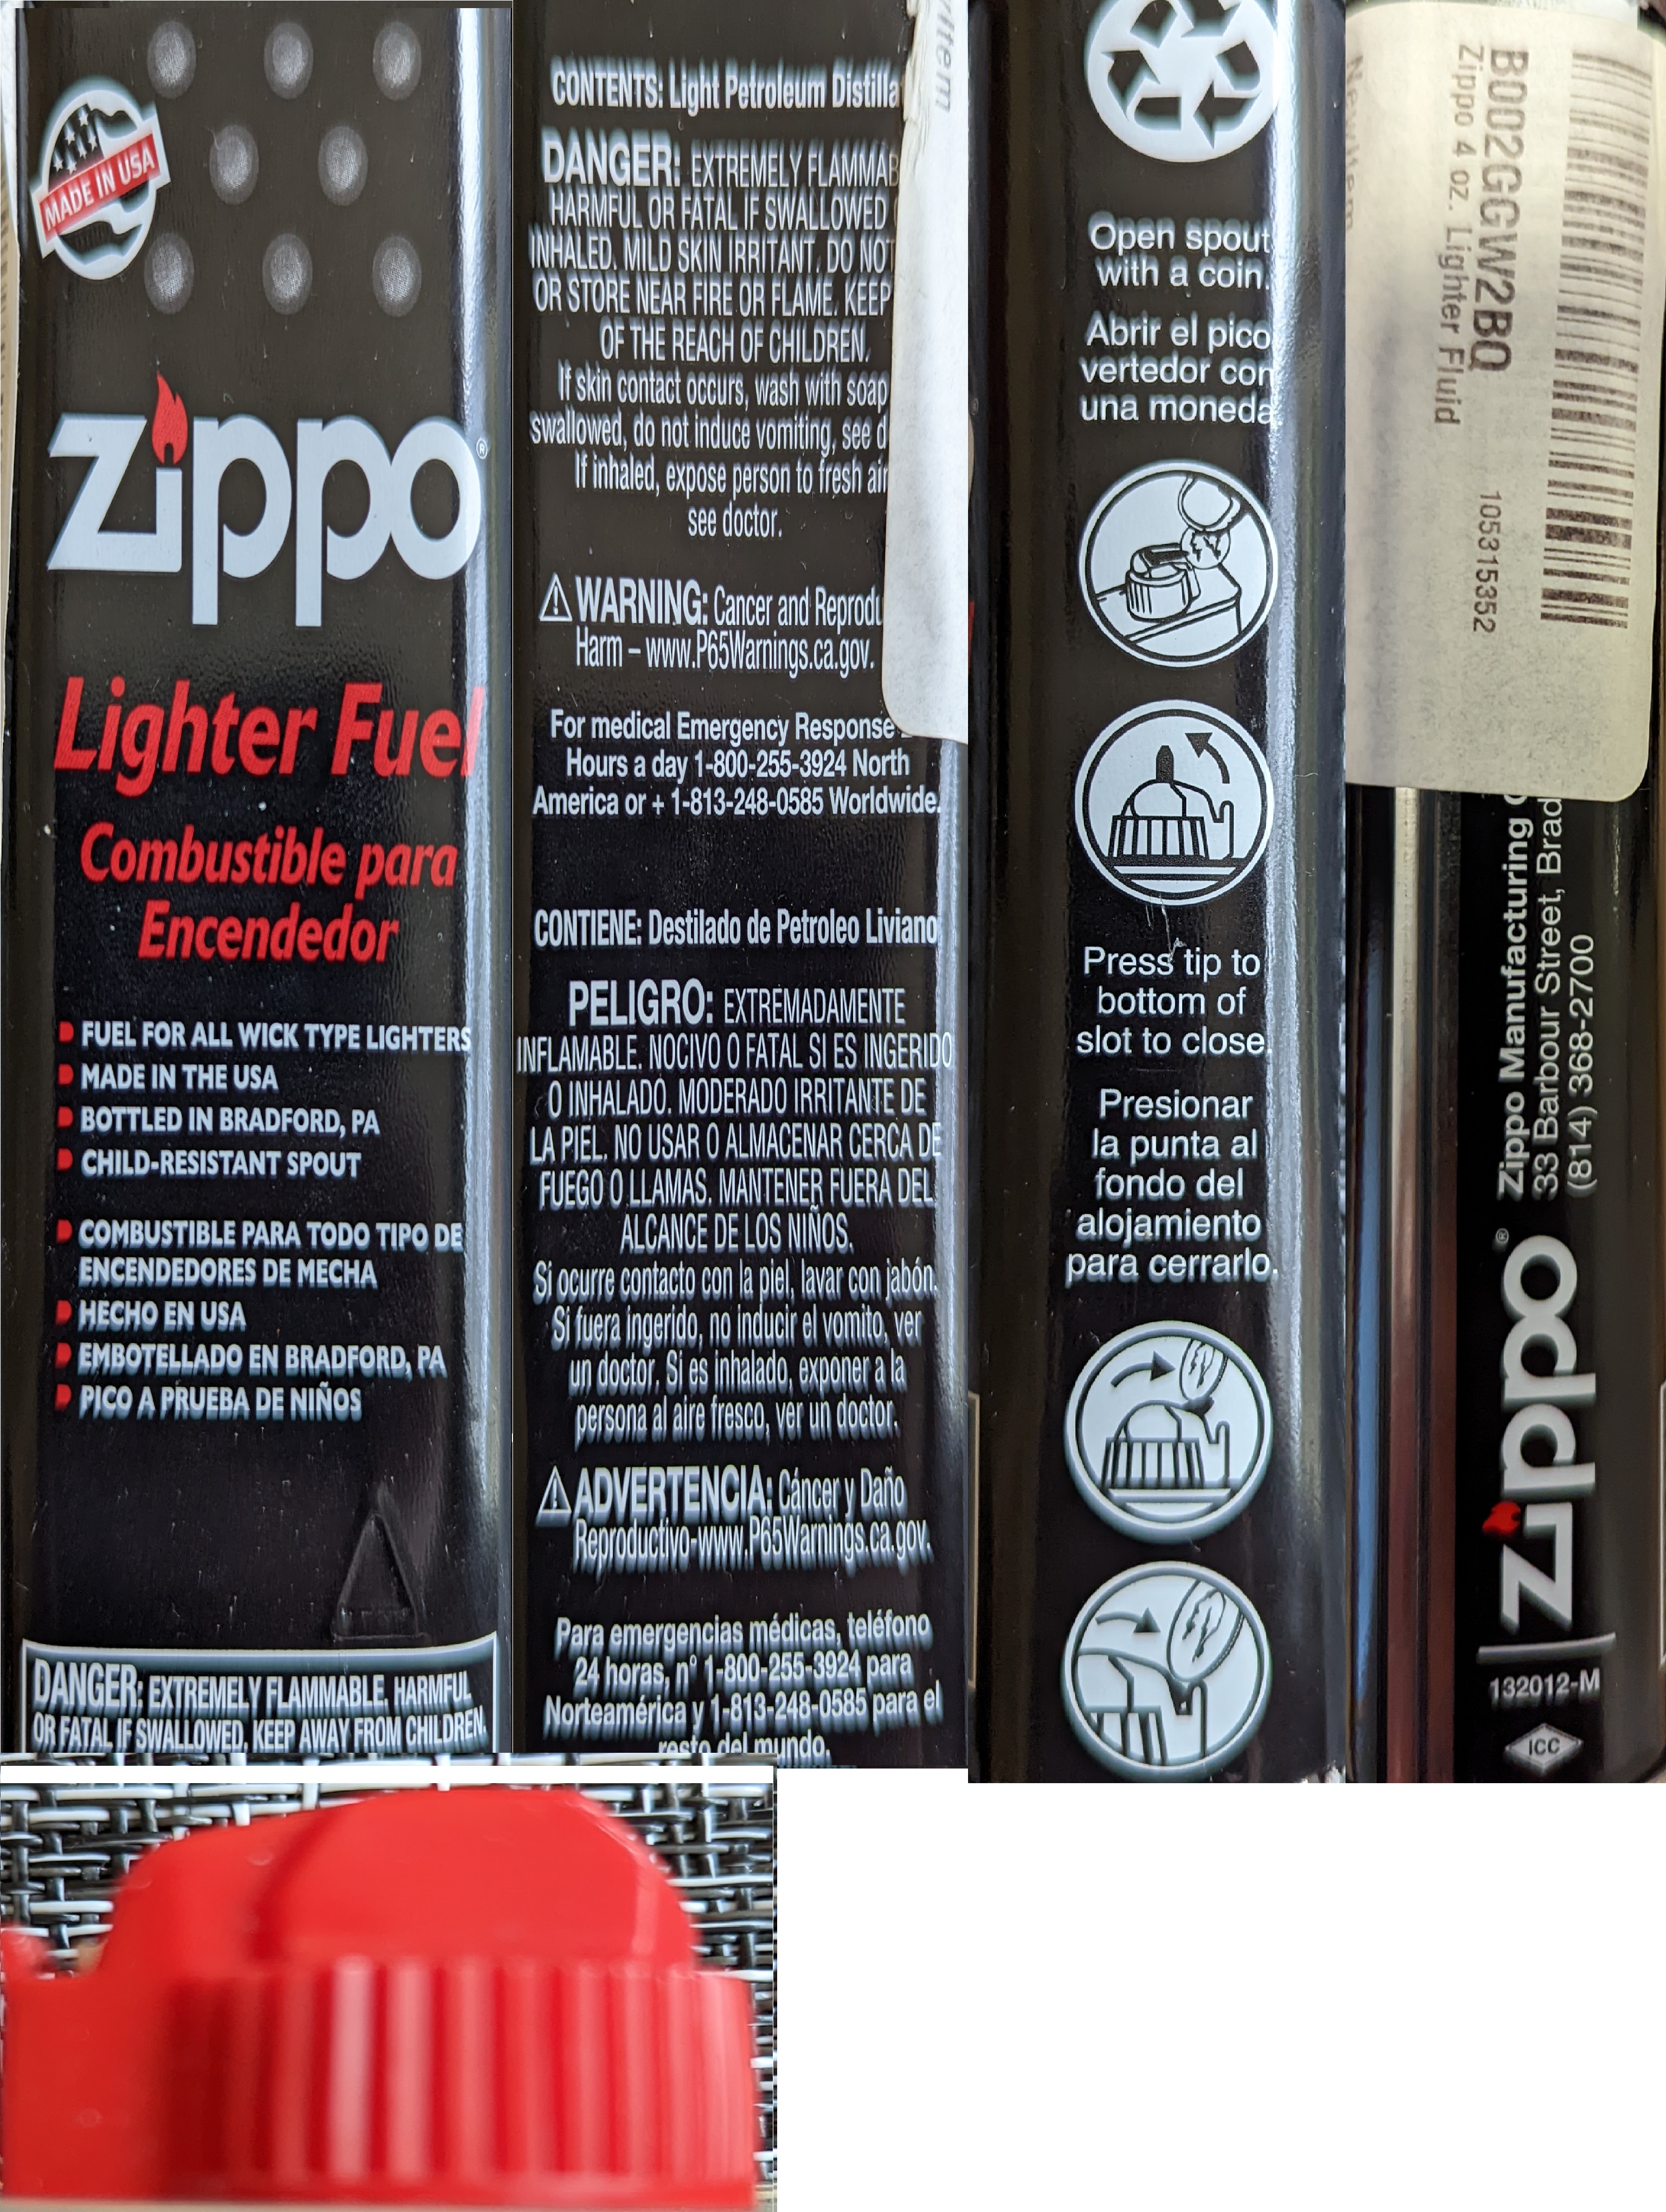 MADE IN USA
zippo®
Lighter Fuel
Combustible para
Encendedor
FUEL FOR ALL WICK TYPE LIGHTERS
MADE IN THE USA
BOTTLED IN BRADFORD, PA
CHILD-RESISTANT SPOUT
COMBUSTIBLE PARA TODO TIPO DE
ENCENDEDORES DE MECHA
HECHO EN USA
EMBOTELLADO EN BRADFORD, PA
PICO A PRUEBA DE NIÑOS
DANGER: EXTREMELY FLAMMABLE. HARMFUL
OR FATAL IF SWALLOWED. KEEP AWAY FROM CHILDREN.
CONTENTS: Light Petroleum
DANGER: EXTREMELY
HARMFUL OR FATAL IF SWALLOWED
INHALED. MILD SKIN IRRITANT. DO
OR STORE NEAR FIRE OR FLAME. KEEP
OF THE REACH OF CHILDREN.
If skin contact occurs, wash with soap
swallowed, do not induce vomiting, see
If inhaled, expose person to fresh air
see doctor.
WARNING: Cancer and
Harm – www.P65Warnings.ca.gov.
For medical Emergency Response
Hours a day 1-800-255-3924 North
America or + 1-813-248-0585 Worldwide.
CONTIENE: Destilado de Petroleo Liviano
PELIGRO: EXTREMADAMENTE
INFLAMABLE. NOCIVO O FATAL SI ES INGERIDO
O INHALADO. MODERADO IRRITANTE DE
LA PIEL. NO USAR O ALMACENAR CERCA DE
FUEGO O LLAMAS. MANTENER FUERA DEL
ALCANCE DE LOS NIÑOS.
Si ocurre contacto con la piel, lavar con jabón.
Si fuera ingerido, no inducir el vomito, ver
un doctor. Si es inhalado, exponer a la
persona al aire fresco, ver un doctor.
ADVERTENCIA: Cáncer y Daño
Reproductivo-www.P65Warnings.ca.gov.
Para emergencias médicas, teléfono
24 horas, n° 1-800-255-3924 para
Norteamérica y 1-813-248-0585 para el
resto del mundo.
Open spout
with a coin.
Abrir el pico
vertedor con
una moneda
Press tip to
bottom of
slot to close.
Presionar
la punta al
fondo del
alojamiento
para cerrarlo.
B002GGW2BQ
Zippo 4 oz. Lighter Fluid
105315352
zippo®
Zippo Manufacturing
33 Barbour Street,
(814) 368-2700
132012-M
ICC